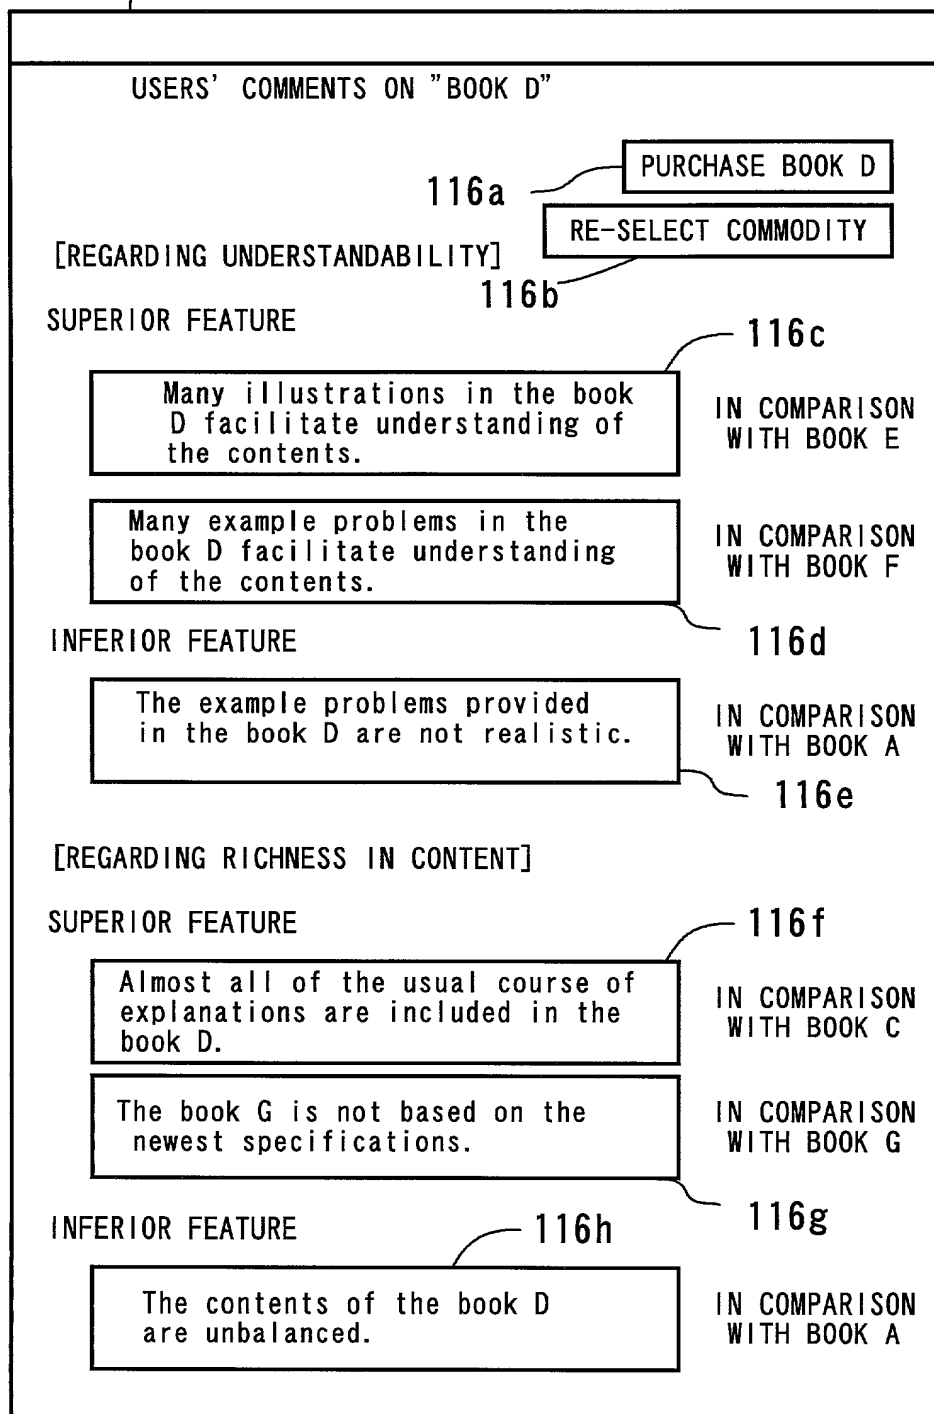 USERS' COMMENTS ON "BOOK D"
PURCHASE BOOK D
116a
RE-SELECT COMMODITY
[REGARDING UNDERSTANDABILITY]
116b
SUPERIOR FEATURE
116c
Many illustrations in the book
D facilitate understanding of
the contents.
IN COMPARISON
WITH BOOK E
Many example problems in the
book D facilitate understanding
of the contents.
IN COMPARISON
WITH BOOK F
116d
INFERIOR FEATURE
The example problems provided
in the book D are not realistic.
IN COMPARISON
WITH BOOK A
116e
[REGARDING RICHNESS IN CONTENT]
SUPERIOR FEATURE
116f
Almost all of the usual course of
explanations are included in the
book D.
IN COMPARISON
WITH BOOK C
The book G is not based on the
newest specifications.
IN COMPARISON
WITH BOOK G
116g
INFERIOR FEATURE
116h
The contents of the book D
are unbalanced.
IN COMPARISON
WITH BOOK A